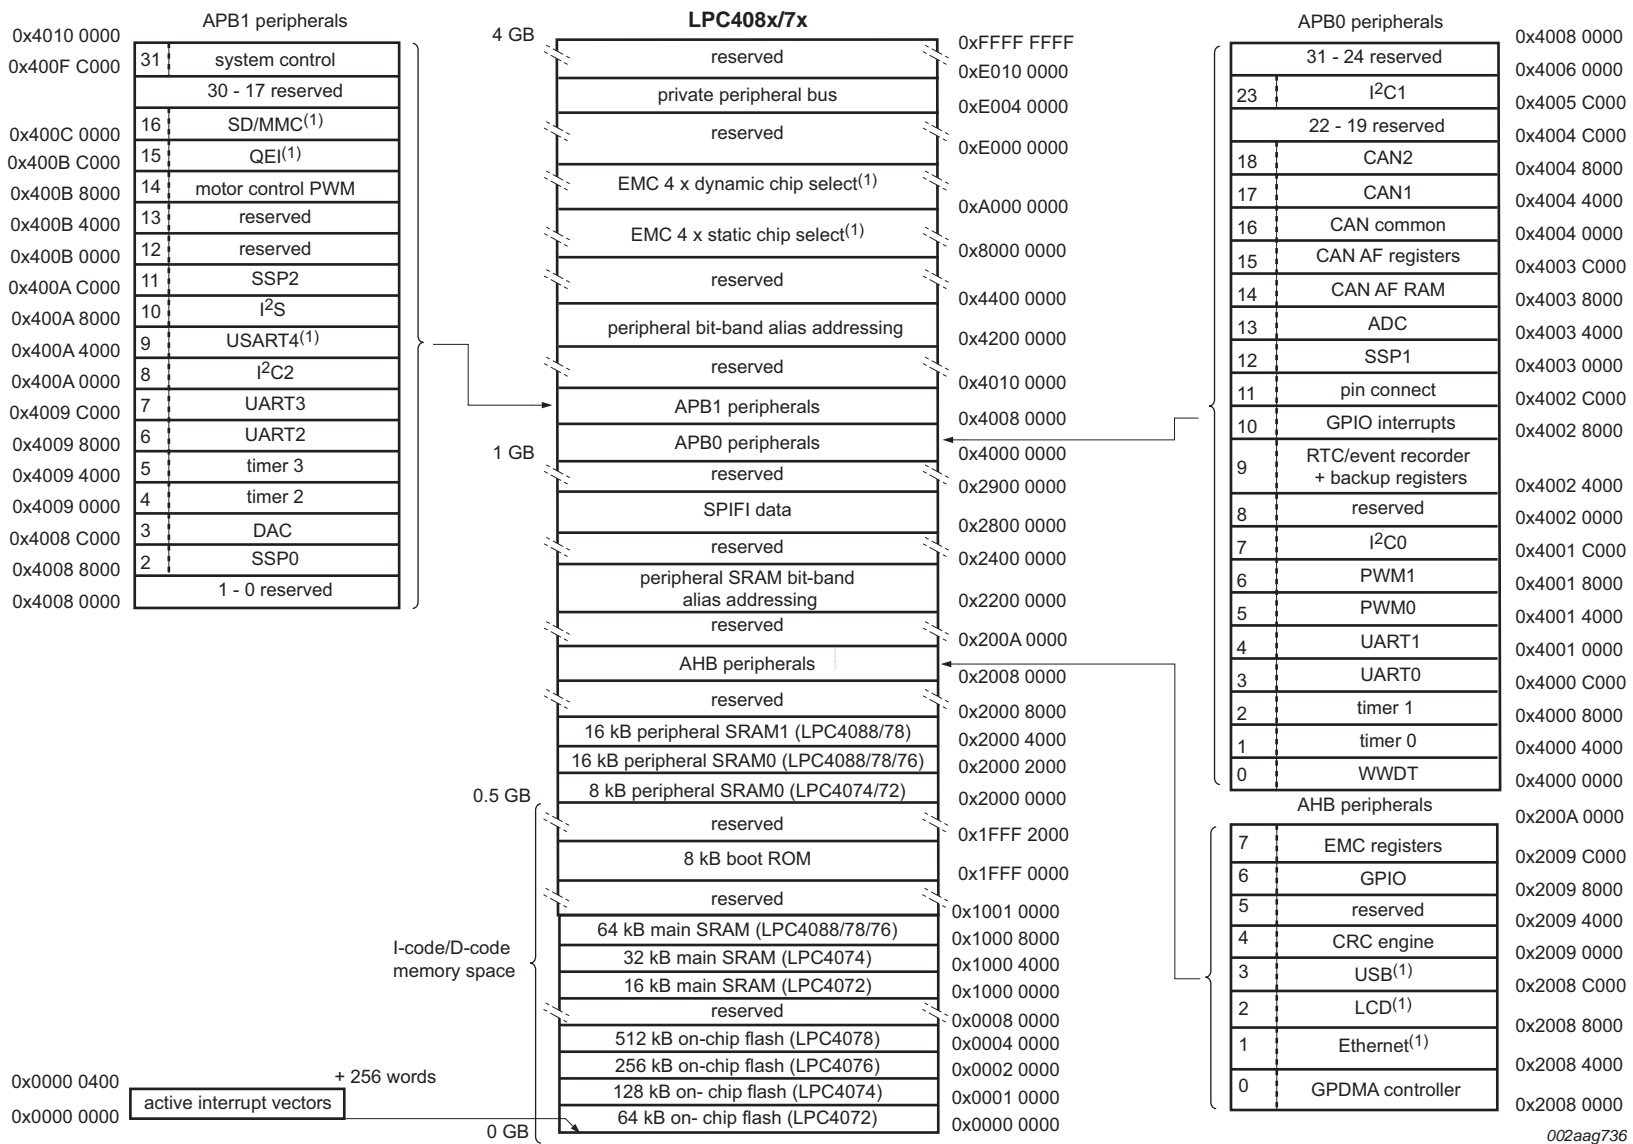 APB1 peripherals
0x4010 0000
31 system control
0x400F C000
30 - 17 reserved
16 SD/MMC(1)
0x400C 0000
15 QEI(1)
0x400B C000
14 motor control PWM
0x400B 8000
13 reserved
0x400B 4000
12 reserved
0x400B 0000
11 SSP2
0x400A C000
10 I2S
0x400A 8000
9 USART4(1)
0x400A 4000
8 I2C2
0x400A 0000
7 UART3
0x4009 C000
6 UART2
0x4009 8000
5 timer 3
0x4009 4000
4 timer 2
0x4009 0000
3 DAC
0x4008 C000
2 SSP0
0x4008 8000
1 - 0 reserved
0x4008 0000
LPC408x/7x
4 GB
0xFFFF FFFF
reserved
0xE010 0000
private peripheral bus
0xE004 0000
reserved
0xE000 0000
EMC 4 x dynamic chip select(1)
0xA000 0000
EMC 4 x static chip select(1)
0x8000 0000
reserved
0x4400 0000
peripheral bit-band alias addressing
0x4200 0000
reserved
0x4010 0000
APB1 peripherals
0x4008 0000
APB0 peripherals
1 GB
0x4000 0000
reserved
0x2900 0000
SPIFI data
0x2800 0000
reserved
0x2400 0000
peripheral SRAM bit-band
alias addressing
0x2200 0000
reserved
0x200A 0000
AHB peripherals
0x2008 0000
reserved
0x2000 8000
16 kB peripheral SRAM1 (LPC4088/78)
0x2000 4000
16 kB peripheral SRAM0 (LPC4088/78/76)
0x2000 2000
8 kB peripheral SRAM0 (LPC4074/72)
0.5 GB
0x2000 0000
reserved
0x1FFF 2000
8 kB boot ROM
0x1FFF 0000
reserved
0x1001 0000
64 kB main SRAM (LPC4088/78/76)
0x1000 8000
I-code/D-code
memory space
32 kB main SRAM (LPC4074)
0x1000 4000
16 kB main SRAM (LPC4072)
0x1000 0000
reserved
0x0008 0000
512 kB on-chip flash (LPC4078)
0x0004 0000
256 kB on-chip flash (LPC4076)
0x0002 0000
128 kB on- chip flash (LPC4074)
0x0001 0000
64 kB on- chip flash (LPC4072)
0 GB
0x0000 0000
+ 256 words
0x0000 0400
active interrupt vectors
0x0000 0000
APB0 peripherals
0x4008 0000
31 - 24 reserved
0x4006 0000
23 I2C1
0x4005 C000
22 - 19 reserved
0x4004 C000
18 CAN2
0x4004 8000
17 CAN1
0x4004 4000
16 CAN common
0x4004 0000
15 CAN AF registers
0x4003 C000
14 CAN AF RAM
0x4003 8000
13 ADC
0x4003 4000
12 SSP1
0x4003 0000
11 pin connect
0x4002 C000
10 GPIO interrupts
0x4002 8000
9 RTC/event recorder
+ backup registers
0x4002 4000
8 reserved
0x4002 0000
7 I2C0
0x4001 C000
6 PWM1
0x4001 8000
5 PWM0
0x4001 4000
4 UART1
0x4001 0000
3 UART0
0x4000 C000
2 timer 1
0x4000 8000
1 timer 0
0x4000 4000
0 WWDT
0x4000 0000
AHB peripherals
0x200A 0000
7 EMC registers
0x2009 C000
6 GPIO
0x2009 8000
5 reserved
0x2009 4000
4 CRC engine
0x2009 0000
3 USB(1)
0x2008 C000
2 LCD(1)
0x2008 8000
1 Ethernet(1)
0x2008 4000
0 GPDMA controller
0x2008 0000
002aag736